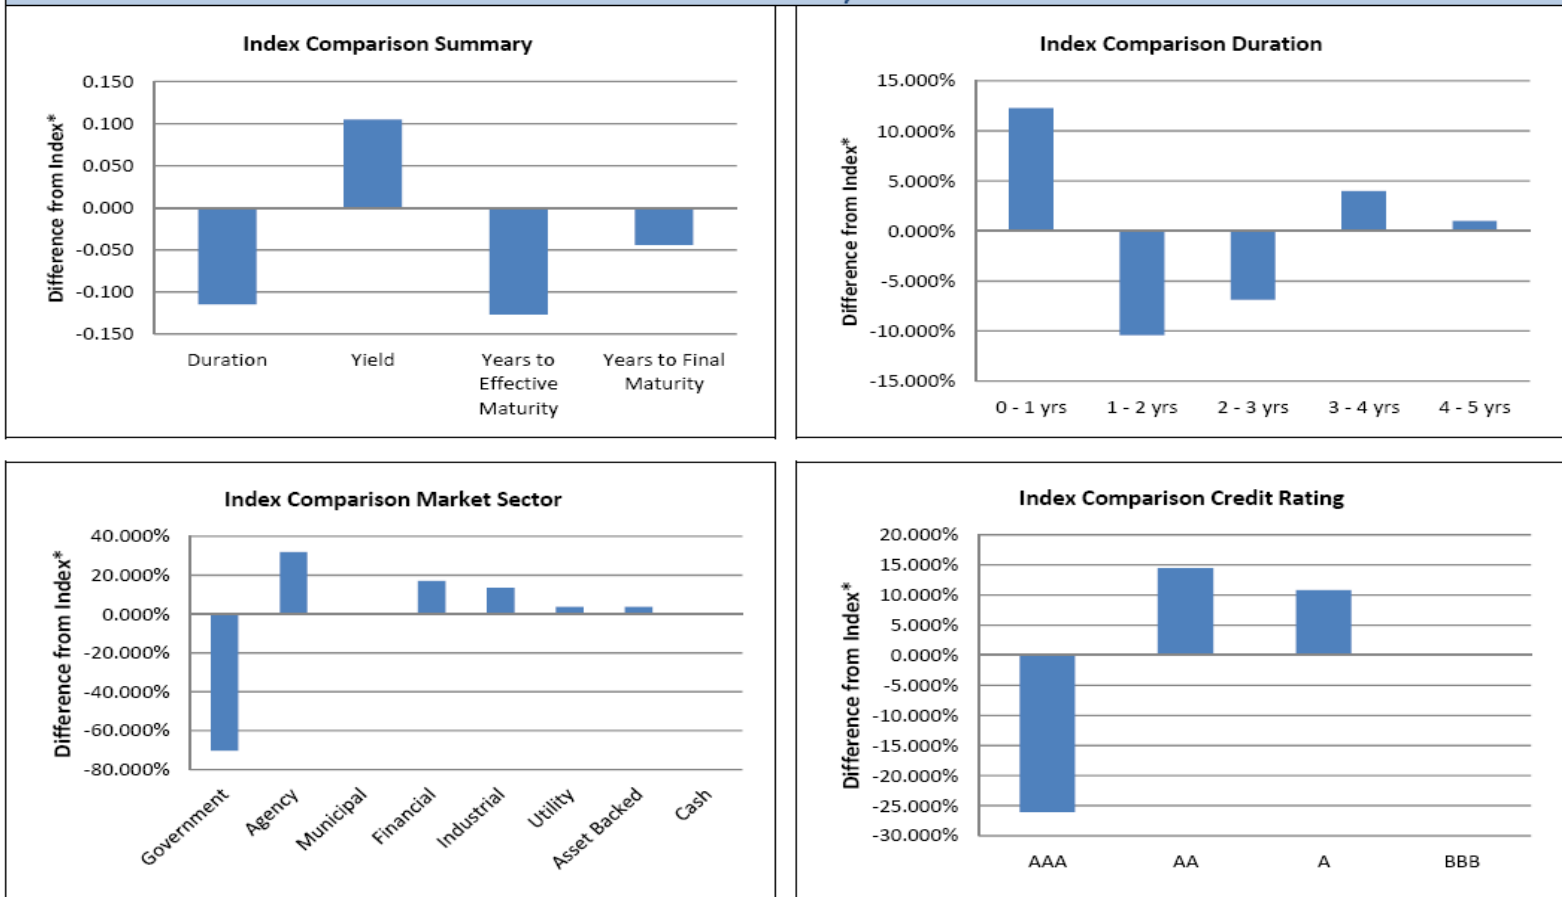 Index Comparison Summary
Difference from Index*
0.150
0.100
0.050
0.000
-0.050
-0.100
-0.150
Duration
Yield
Years to
Effective
Maturity
Years to Final
Maturity
Index Comparison Duration
Difference from Index*
15.000%
10.000%
5.000%
0.000%
-5.000%
-10.000%
-15.000%
0 - 1 yrs
1 - 2 yrs
2 - 3 yrs
3 - 4 yrs
4 - 5 yrs
Index Comparison Market Sector
Difference from Index*
40.000%
20.000%
0.000%
-20.000%
-40.000%
-60.000%
-80.000%
Government
Agency
Municipal
Financial
Industrial
Utility
Asset Backed
Cash
Index Comparison Credit Rating
Difference from Index*
20.000%
15.000%
10.000%
5.000%
0.000%
-5.000%
-10.000%
-15.000%
-20.000%
-25.000%
-30.000%
AAA
AA
A
BBB